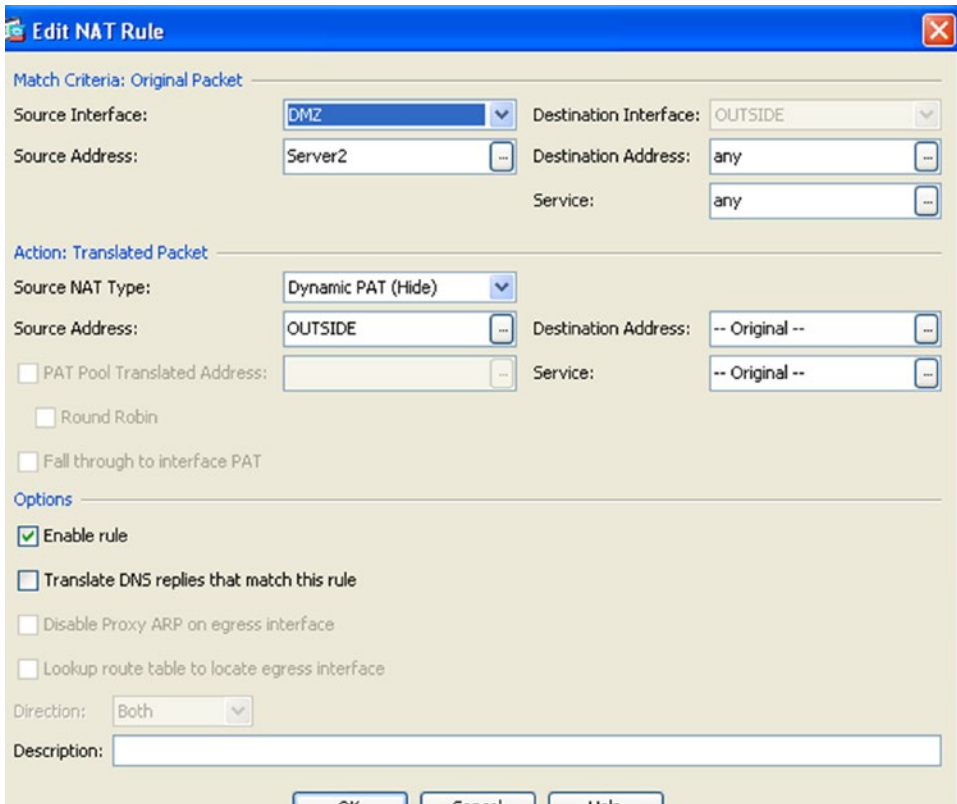 Edit NAT Rule
Match Criteria: Original Packet
Source Interface: DMZ Destination Interface: OUTSIDE
Source Address: Server2 ... Destination Address: any ...
Service: any ...
Action: Translated Packet
Source NAT Type: Dynamic PAT (Hide)
Source Address: OUTSIDE ... Destination Address: -- Original -- ...
PAT Pool Translated Address: ... Service: -- Original -- ...
Round Robin
Fall through to interface PAT
Options
Enable rule
Translate DNS replies that match this rule
Disable Proxy ARP on egress interface
Lookup route table to locate egress interface
Direction: Both
Description:
OK Cancel Help